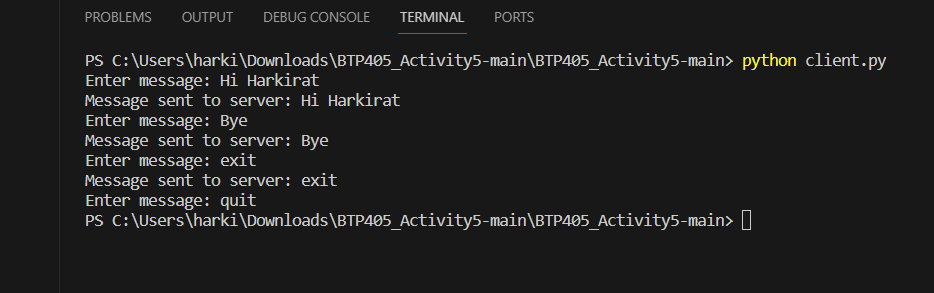 PROBLEMS OUTPUT DEBUG CONSOLE TERMINAL PORTS
PS C:\Users\harki\Downloads\BTP405_Activity5-main\BTP405_Activity5-main> python client.py
Enter message: Hi Harkirat
Message sent to server: Hi Harkirat
Enter message: Bye
Message sent to server: Bye
Enter message: exit
Message sent to server: exit
Enter message: quit
PS C:\Users\harki\Downloads\BTP405_Activity5-main\BTP405_Activity5-main>